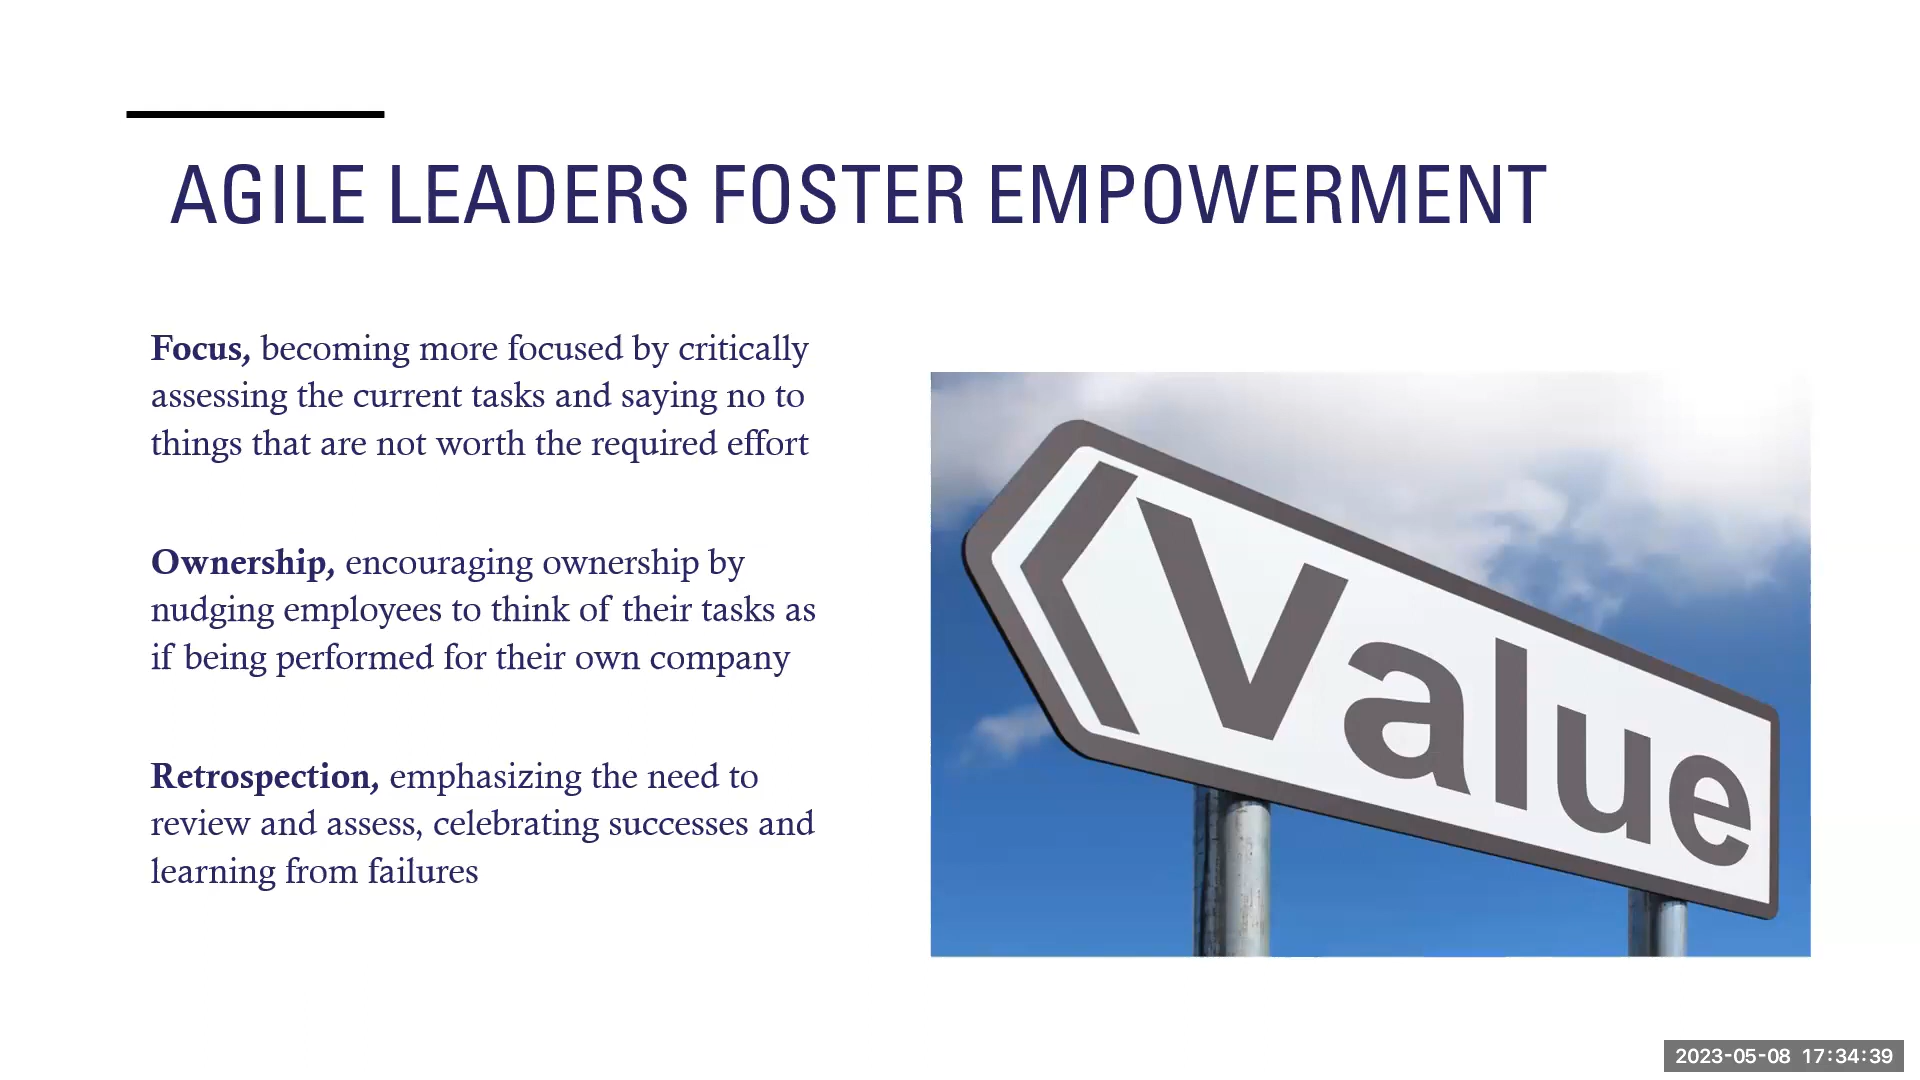 AGILE LEADERS FOSTER EMPOWERMENT
Focus, becoming more focused by critically
assessing the current tasks and saying no to
things that are not worth the required effort
Ownership, encouraging ownership by
nudging employees to think of their tasks as
if being performed for their own company
Retrospection, emphasizing the need to
review and assess, celebrating successes and
learning from failures
Value
2023-05-08 17:34:39